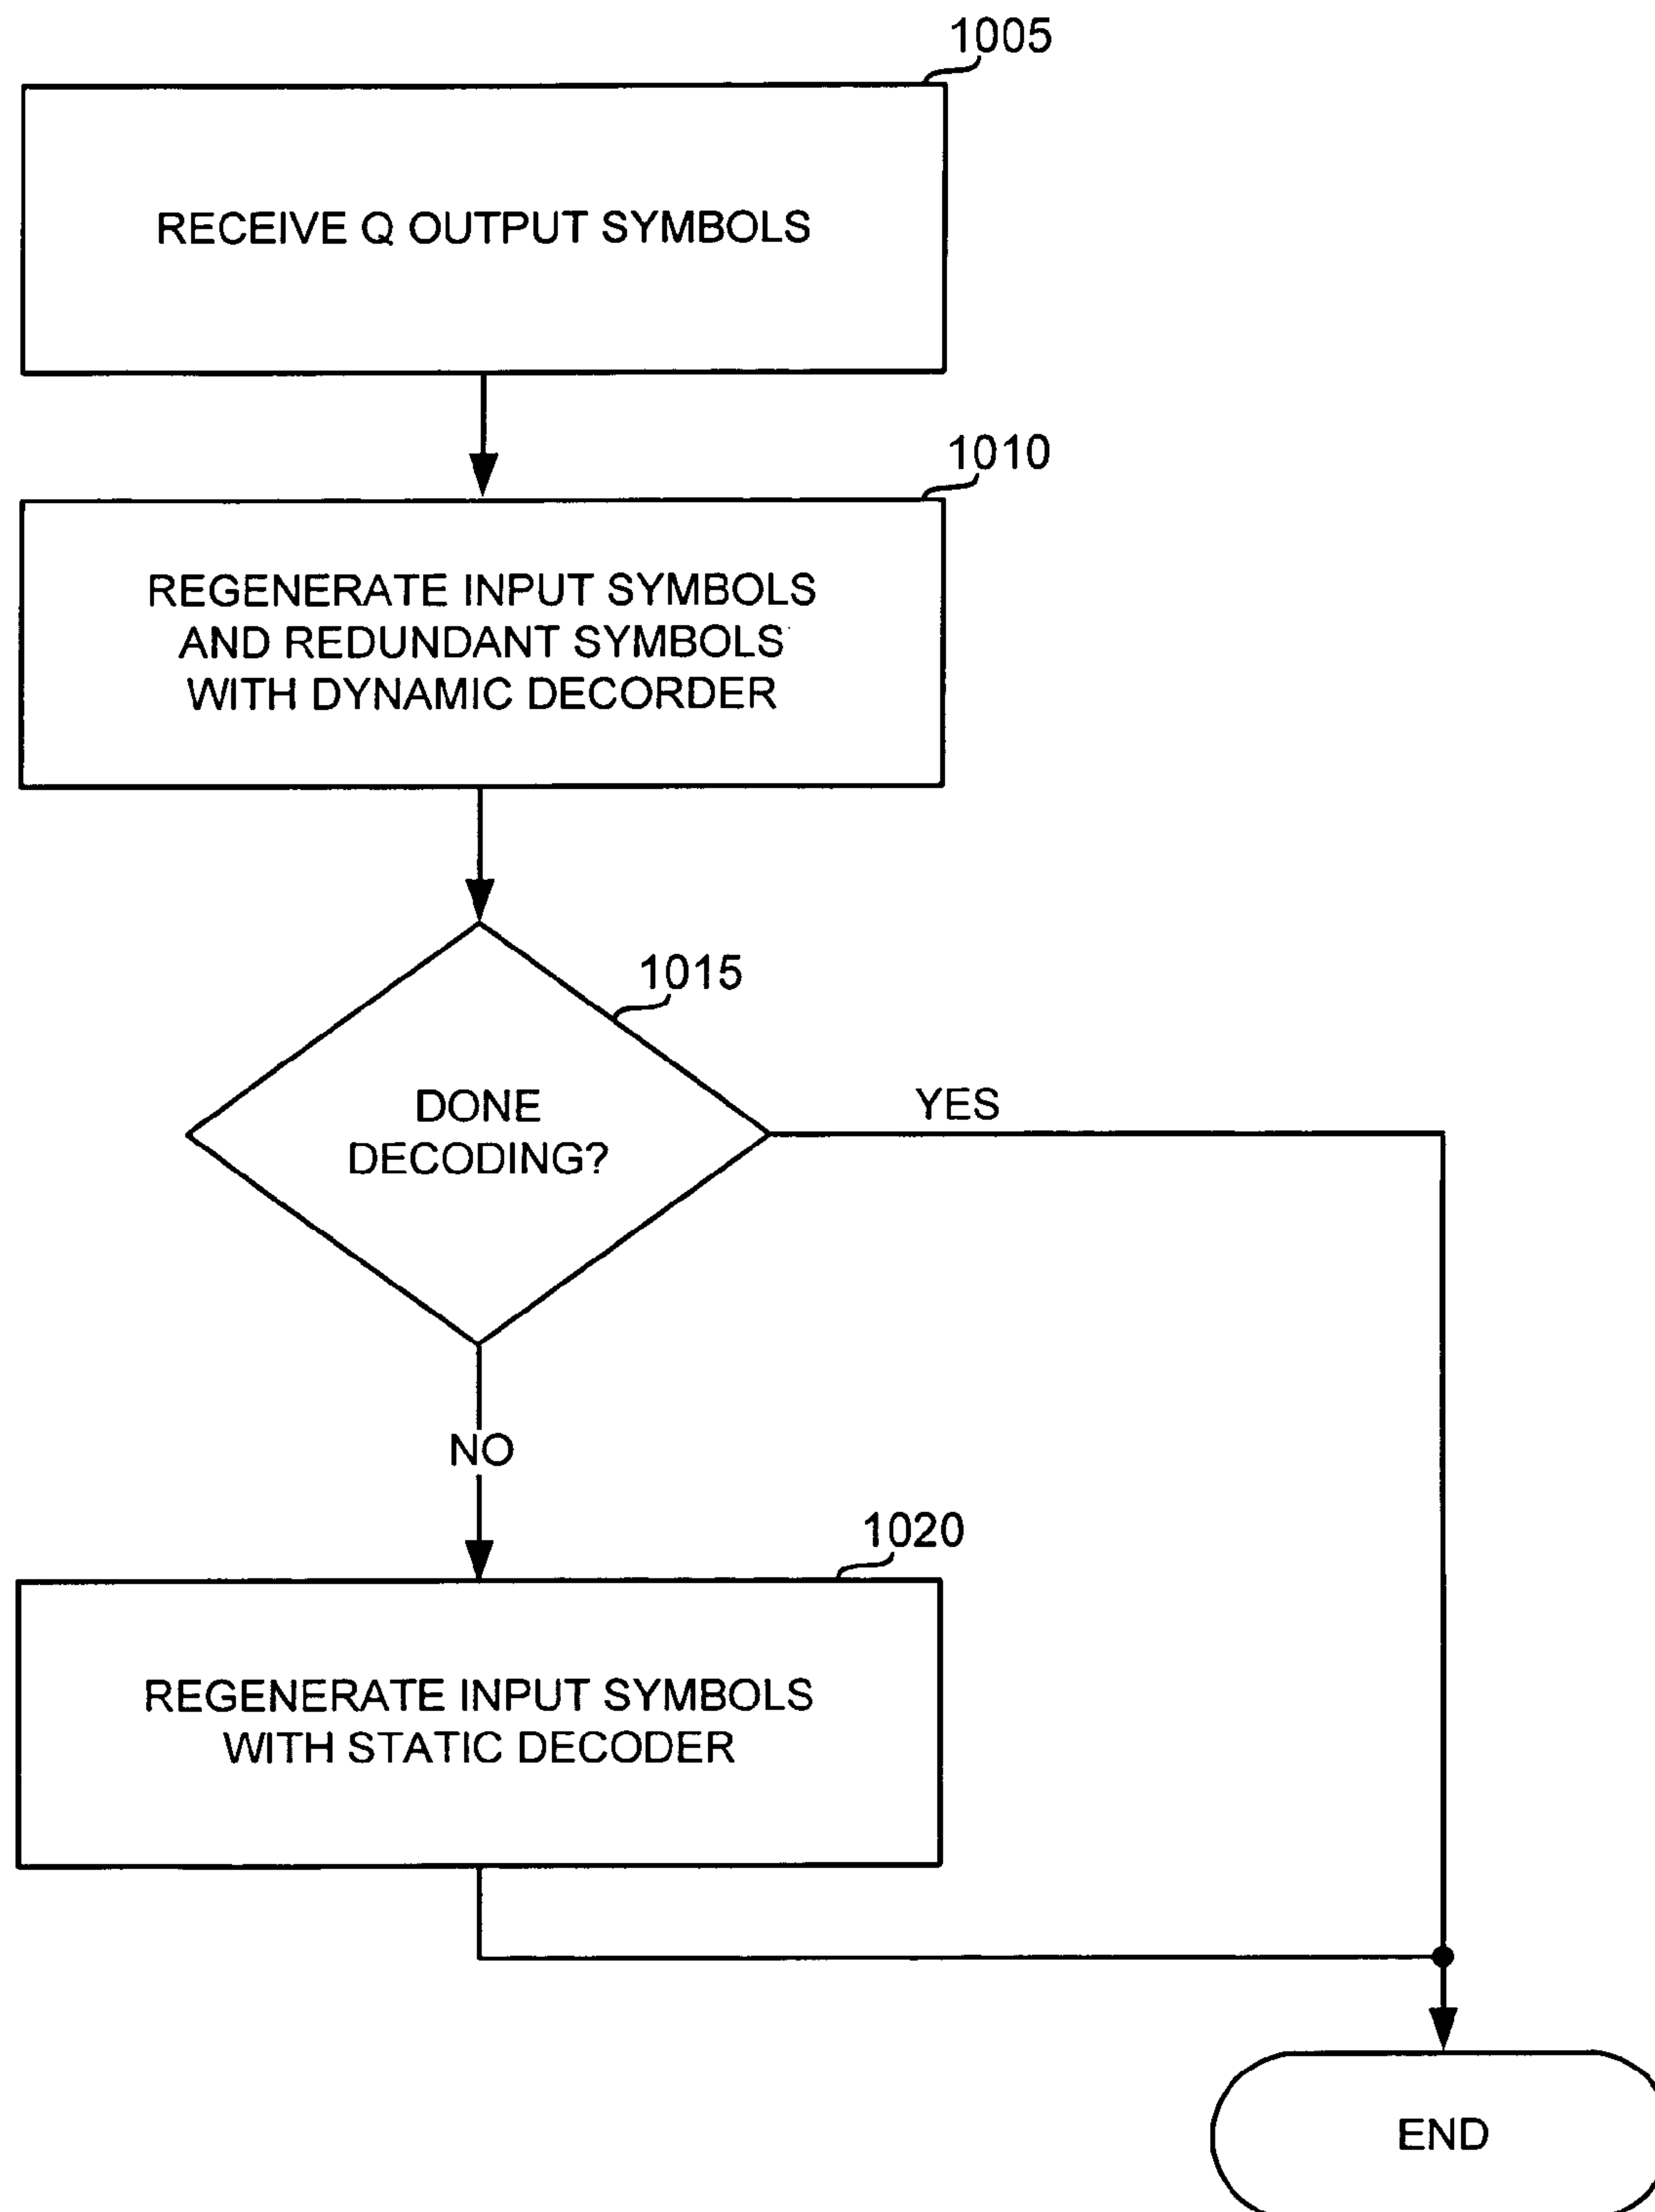 1005
RECEIVE Q OUTPUT SYMBOLS
1010
REGENERATE INPUT SYMBOLS
AND REDUNDANT SYMBOLS
WITH DYNAMIC DECORDER
1015
DONE
DECODING?
YES
NO
1020
REGENERATE INPUT SYMBOLS
WITH STATIC DECODER
END